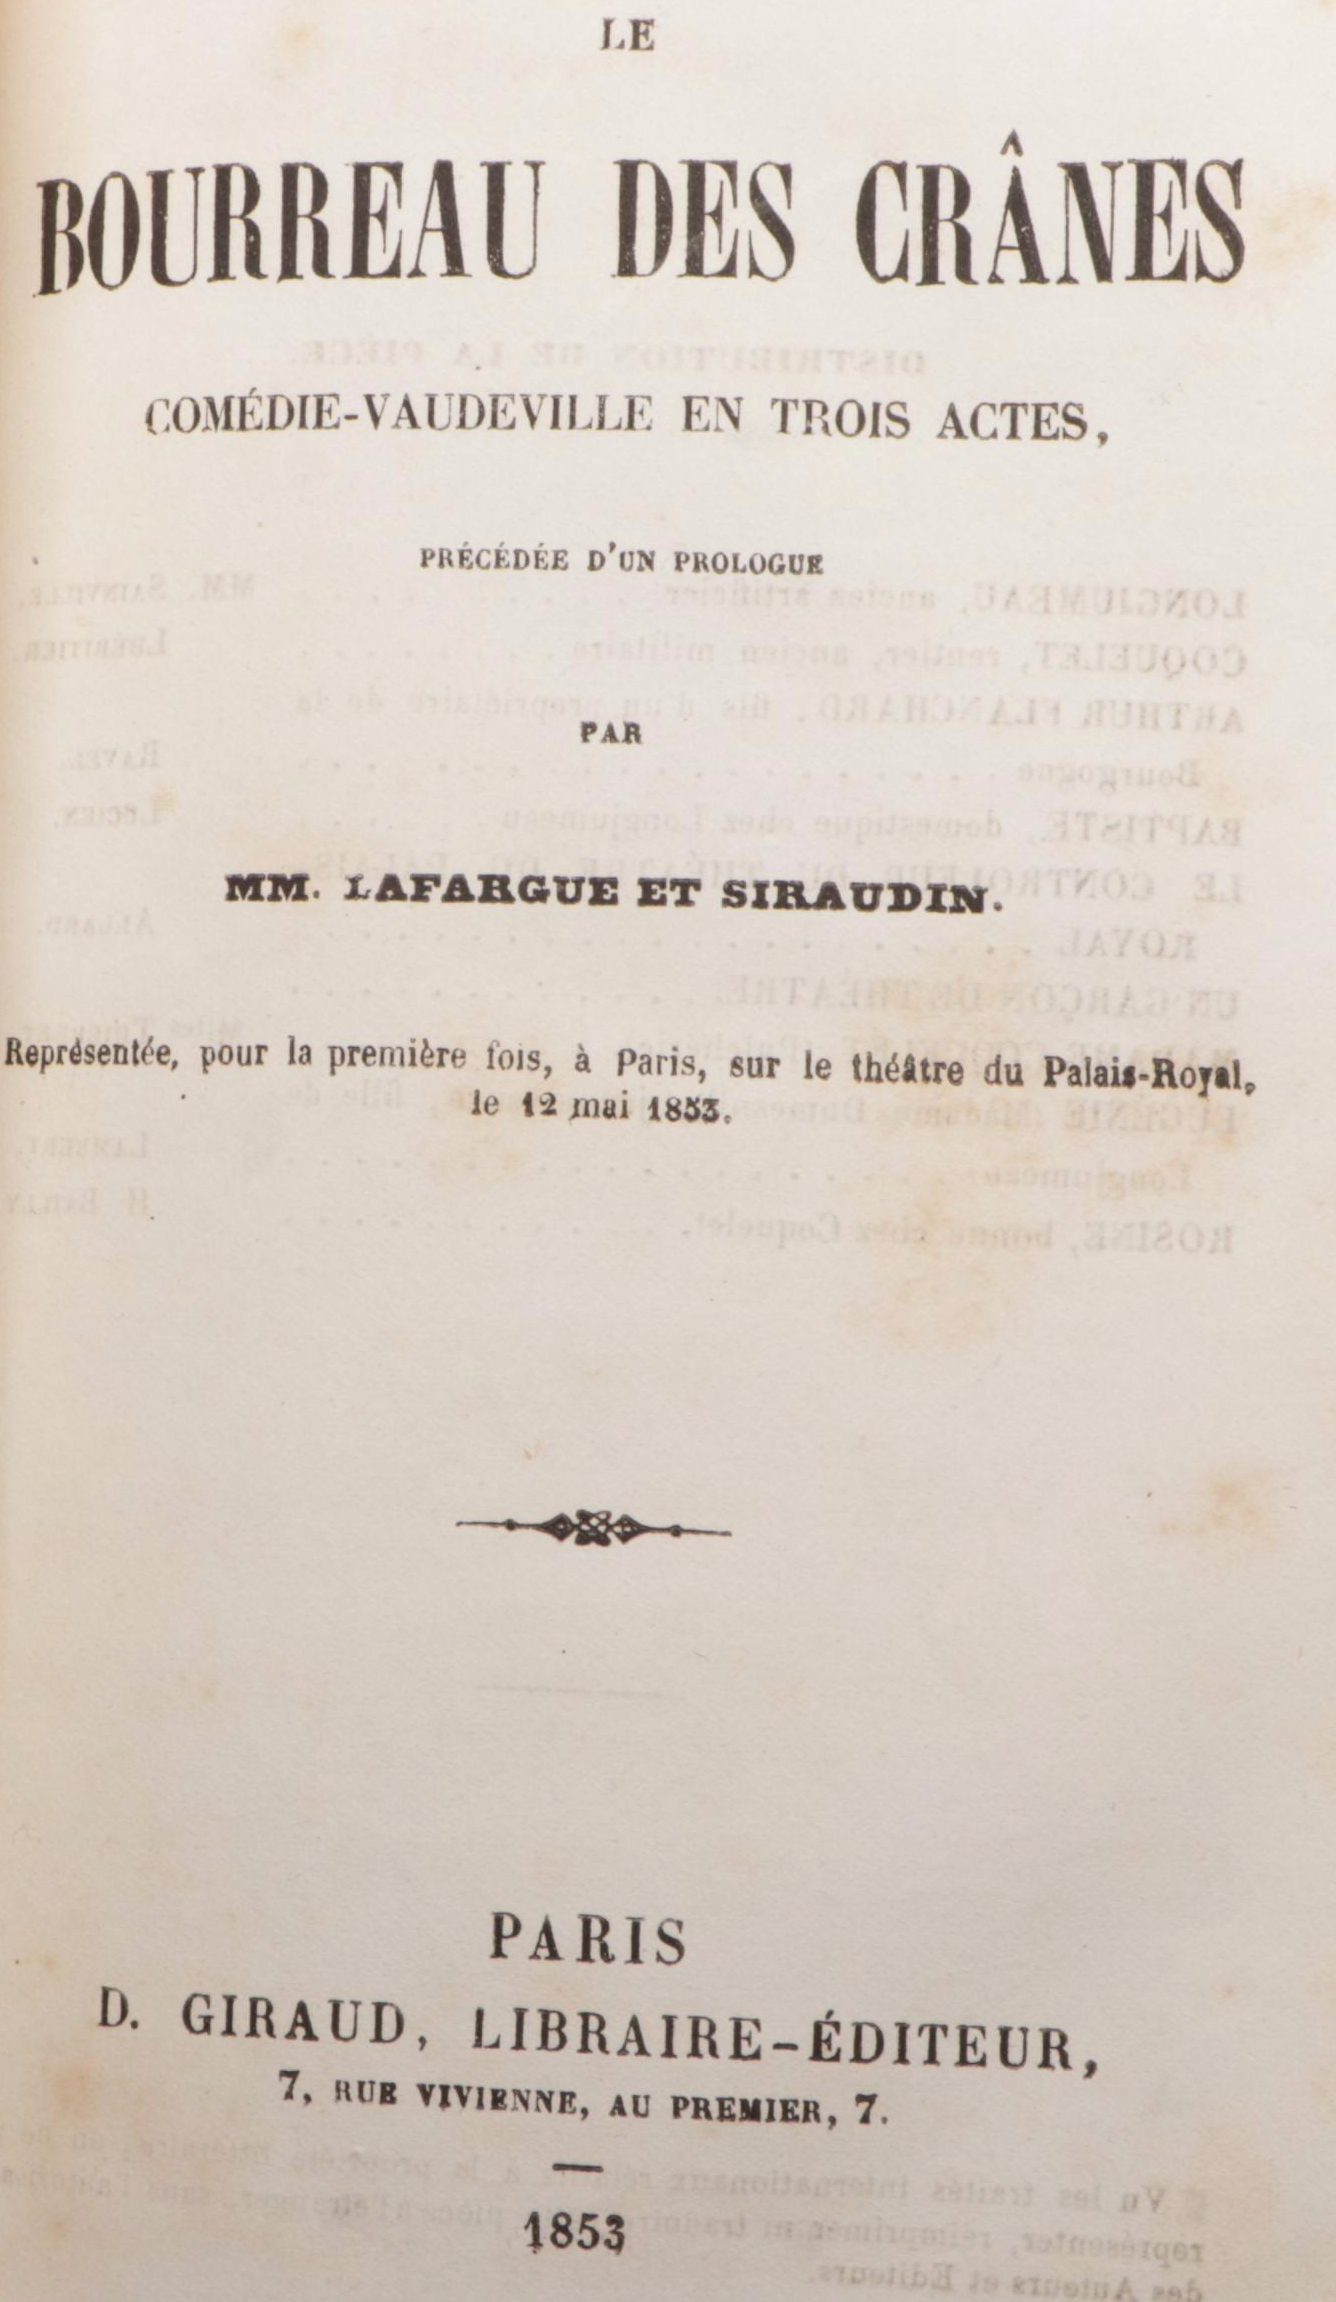 LE
BOURREAU DES CRÂNES
COMÉDIE-VAUDEVILLE EN TROIS ACTES,
PRÉCÉDÉE D'UN PROLOGUE
PAR
MM. LAFARGUE ET SIRAUDIN.
Représentée, pour la première fois, à Paris, sur le théâtre du Palais-Royal,
le 12 mai 1853.
PARIS
D. GIRAUD, LIBRAIRE-ÉDITEUR,
7, RUE VIVIENNE, AU PREMIER, 7.
1853